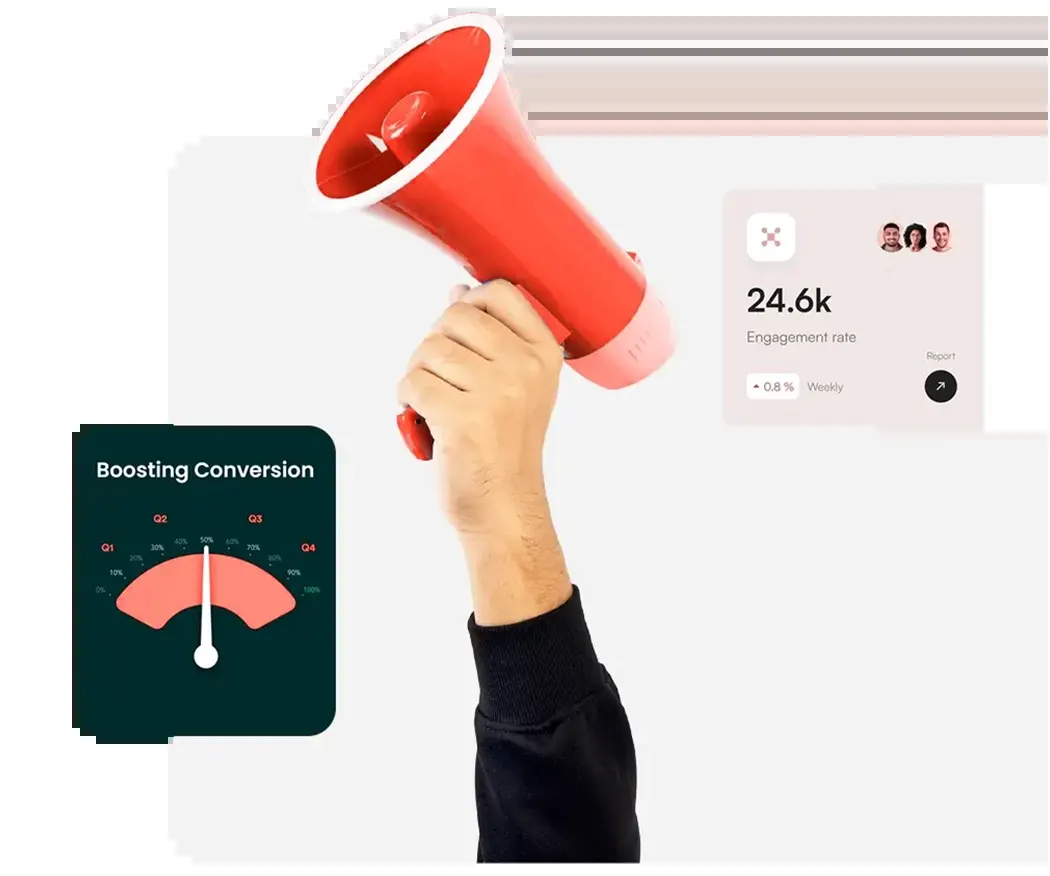 24.6k
Engagement rate
Report
0.8 % Weekly
Boosting Conversion
Q2 Q3
Q1 Q4
0% 10% 20% 30% 40% 50% 60% 70% 80% 90% 100%